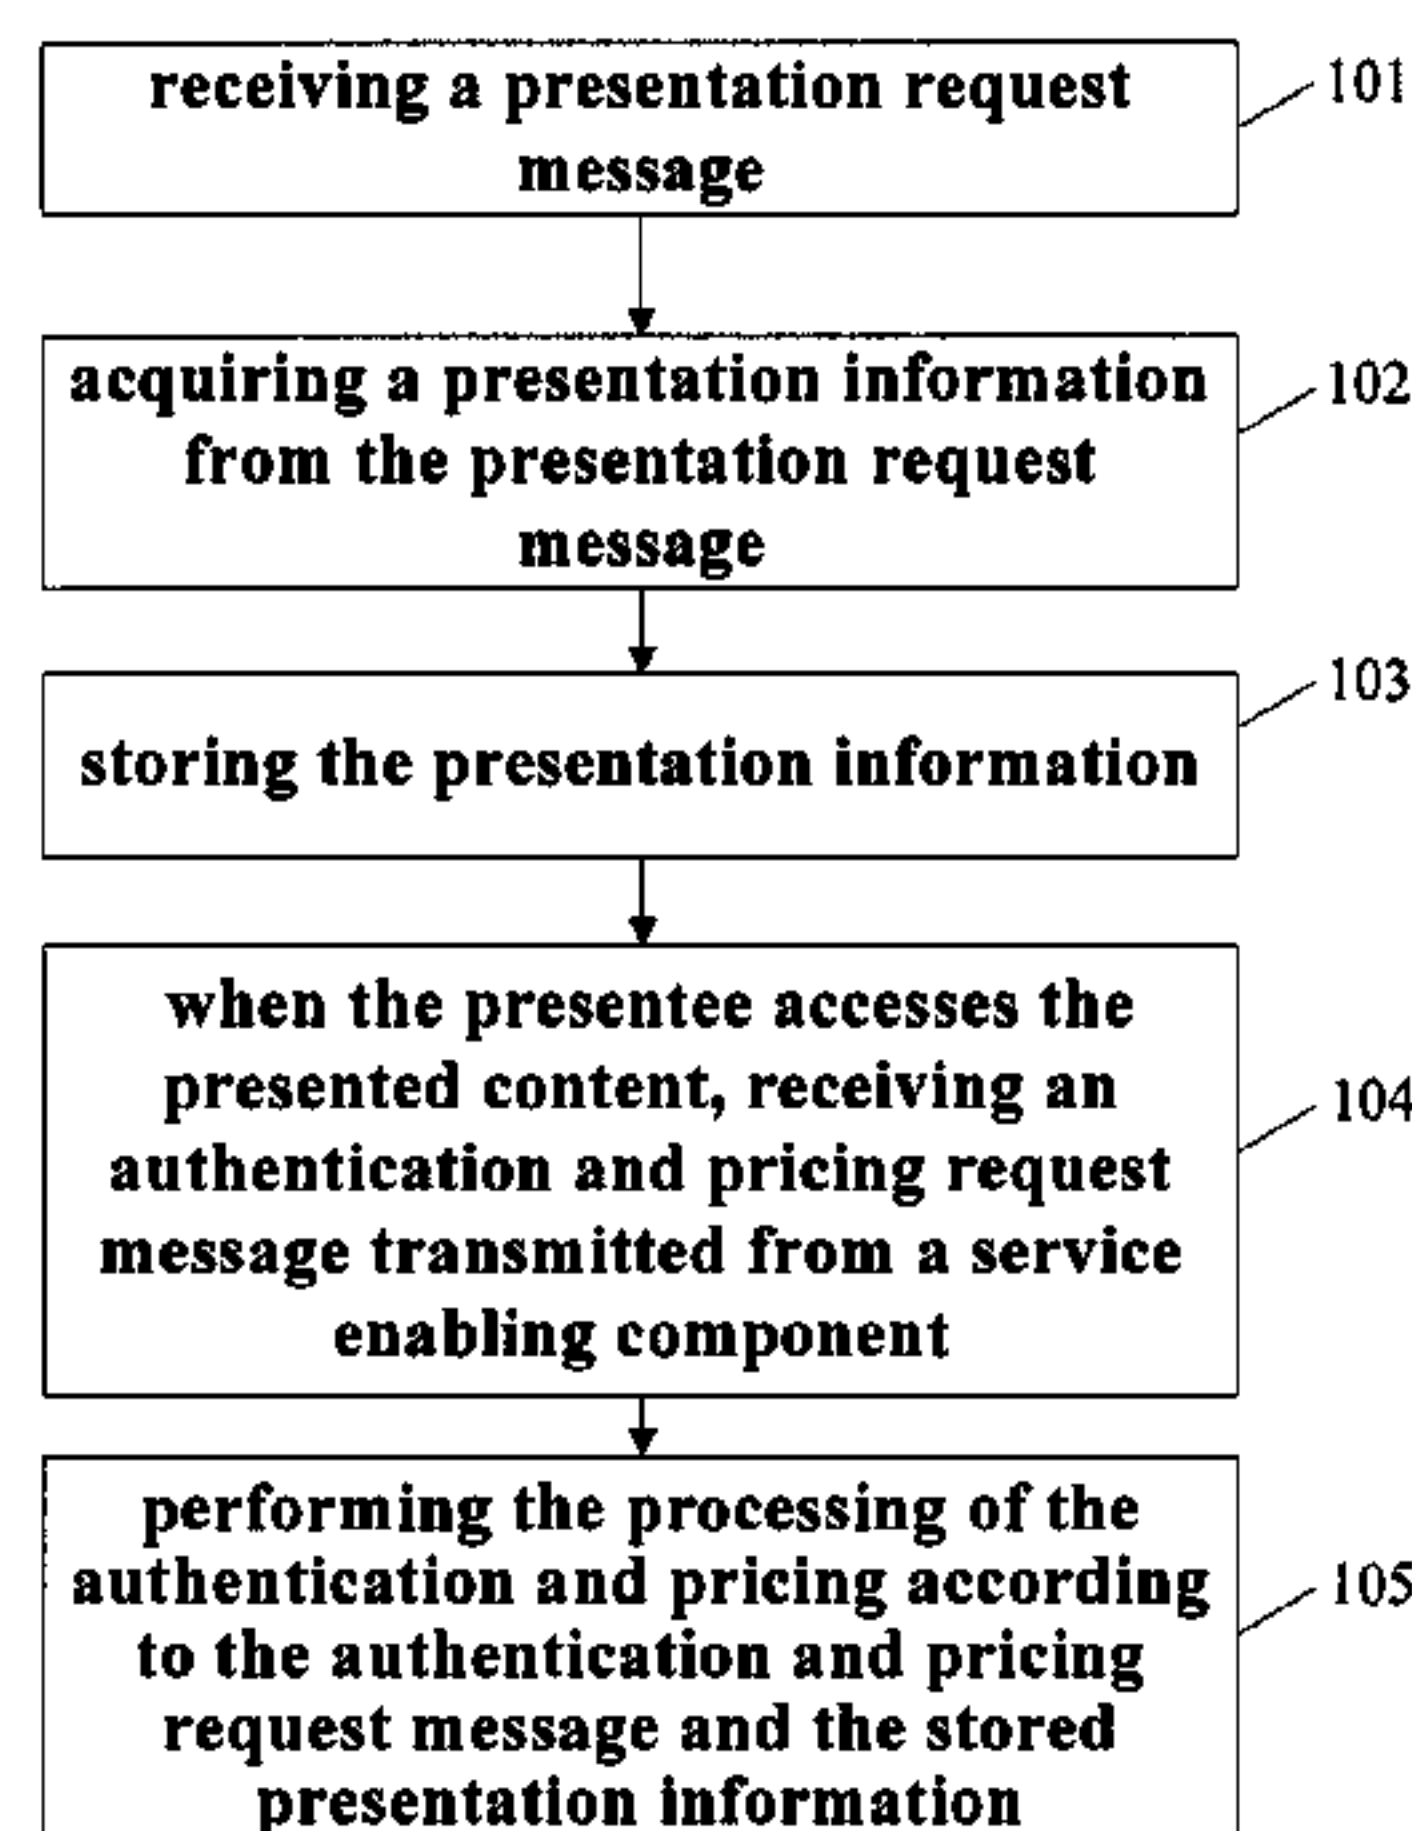 receiving a presentation request
message
101
acquiring a presentation information
from the presentation request
message
102
storing the presentation information
103
when the presentee accesses the
presented content, receiving an
authentication and pricing request
message transmitted from a service
enabling component
104
performing the processing of the
authentication and pricing according
to the authentication and pricing
request message and the stored
presentation information
105